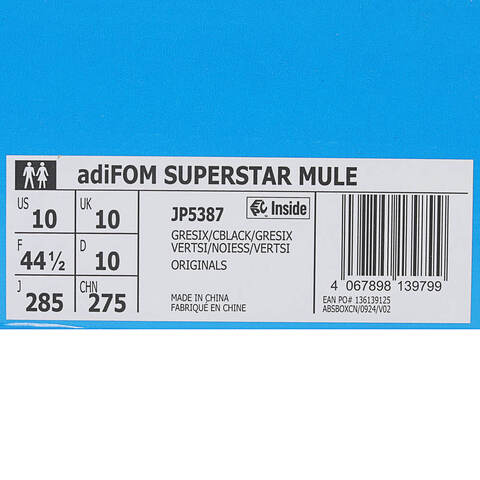 adiFOM SUPERSTAR MULE
US 10 UK 10
F 44½ D 10
J 285 CHN 275
JP5387 Inside
GRESIX/CBLACK/GRESIX
VERTSI/NOIESS/VERTSI
ORIGINALS
MADE IN CHINA
FABRIQUÉ EN CHINE
4 067898 139799
EAN PO# 136139125
ABSBOXCN/0924/V02